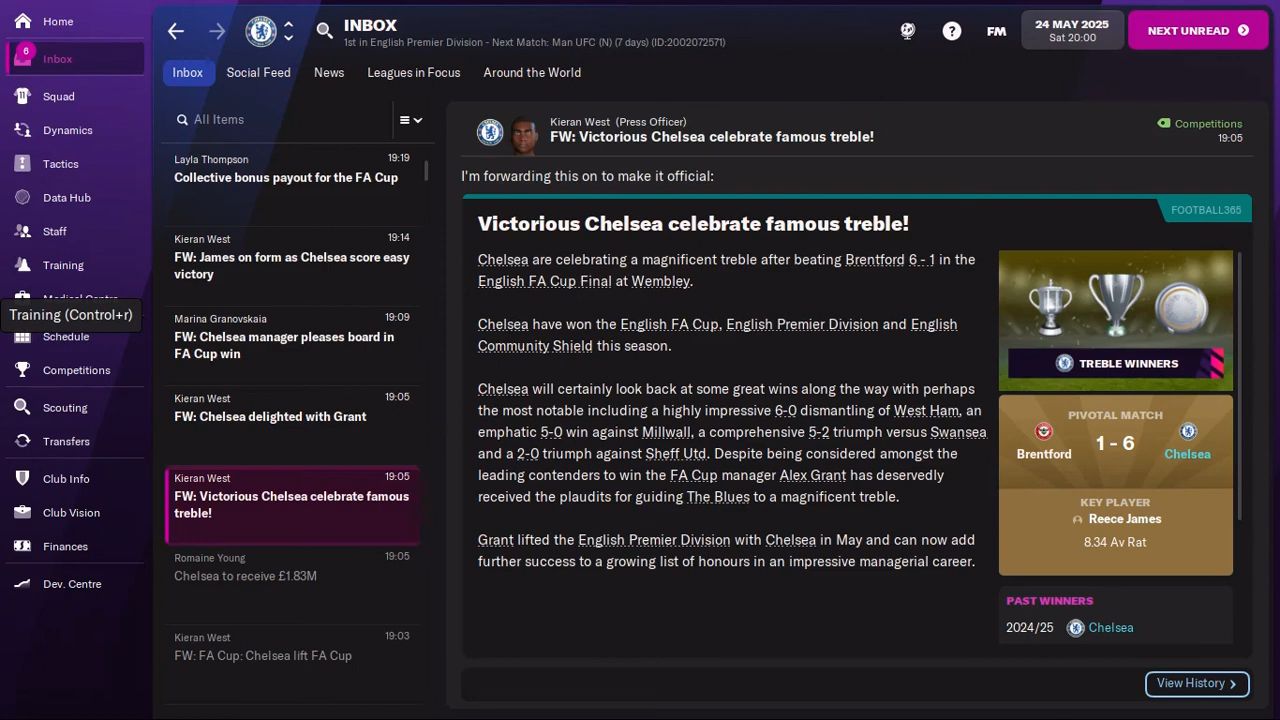 Home
INBOX
1st in English Premier Division - Next Match: Man UFC (N) (7 days) (ID:2002072571)
FM
24 MAY 2025
Sat 20:00
NEXT UNREAD
6
Inbox
Squad
Dynamics
Tactics
Data Hub
Staff
Training
Training (Control+r)
Schedule
Competitions
Scouting
Transfers
Club Info
Club Vision
Finances
Dev. Centre
Inbox
Social Feed
News
Leagues in Focus
Around the World
All Items
Layla Thompson 19:19
Collective bonus payout for the FA Cup
Kieran West 19:14
FW: James on form as Chelsea score easy
victory
Marina Granovskaia 19:09
FW: Chelsea manager pleases board in
FA Cup win
Kieran West 19:05
FW: Chelsea delighted with Grant
Kieran West 19:05
FW: Victorious Chelsea celebrate famous
treble!
Romaine Young 19:05
Chelsea to receive £1.83M
Kieran West 19:03
FW: FA Cup: Chelsea lift FA Cup
Kieran West (Press Officer)
FW: Victorious Chelsea celebrate famous treble!
Competitions
19:05
I'm forwarding this on to make it official:
FOOTBALL365
Victorious Chelsea celebrate famous treble!
Chelsea are celebrating a magnificent treble after beating Brentford 6 - 1 in the
English FA Cup Final at Wembley.
Chelsea have won the English FA Cup, English Premier Division and English
Community Shield this season.
Chelsea will certainly look back at some great wins along the way with perhaps
the most notable including a highly impressive 6-0 dismantling of West Ham, an
emphatic 5-0 win against Millwall, a comprehensive 5-2 triumph versus Swansea
and a 2-0 triumph against Sheff Utd. Despite being considered amongst the
leading contenders to win the FA Cup manager Alex Grant has deservedly
received the plaudits for guiding The Blues to a magnificent treble.
Grant lifted the English Premier Division with Chelsea in May and can now add
further success to a growing list of honours in an impressive managerial career.
TREBLE WINNERS
PIVOTAL MATCH
Brentford 1 - 6 Chelsea
KEY PLAYER
Reece James
8.34 Av Rat
PAST WINNERS
2024/25 Chelsea
View History